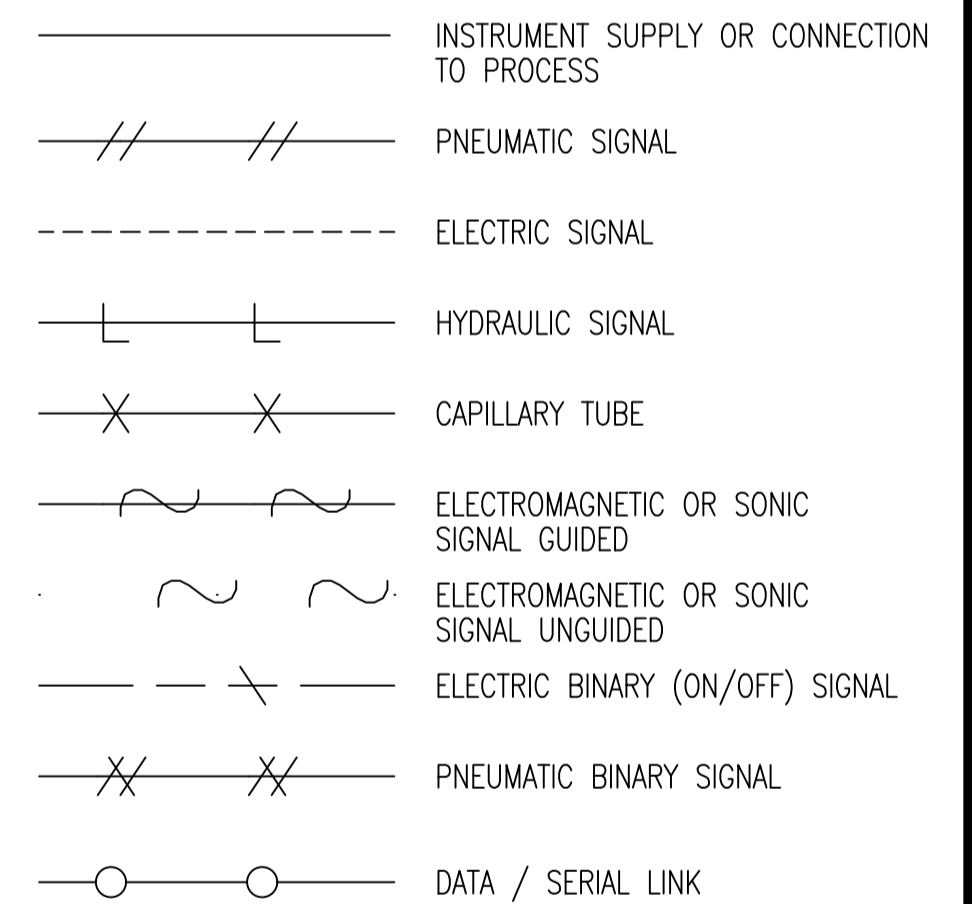 INSTRUMENT SUPPLY OR CONNECTION
TO PROCESS
PNEUMATIC SIGNAL
ELECTRIC SIGNAL
HYDRAULIC SIGNAL
CAPILLARY TUBE
ELECTROMAGNETIC OR SONIC
SIGNAL GUIDED
ELECTROMAGNETIC OR SONIC
SIGNAL UNGUIDED
ELECTRIC BINARY (ON/OFF) SIGNAL
PNEUMATIC BINARY SIGNAL
DATA / SERIAL LINK